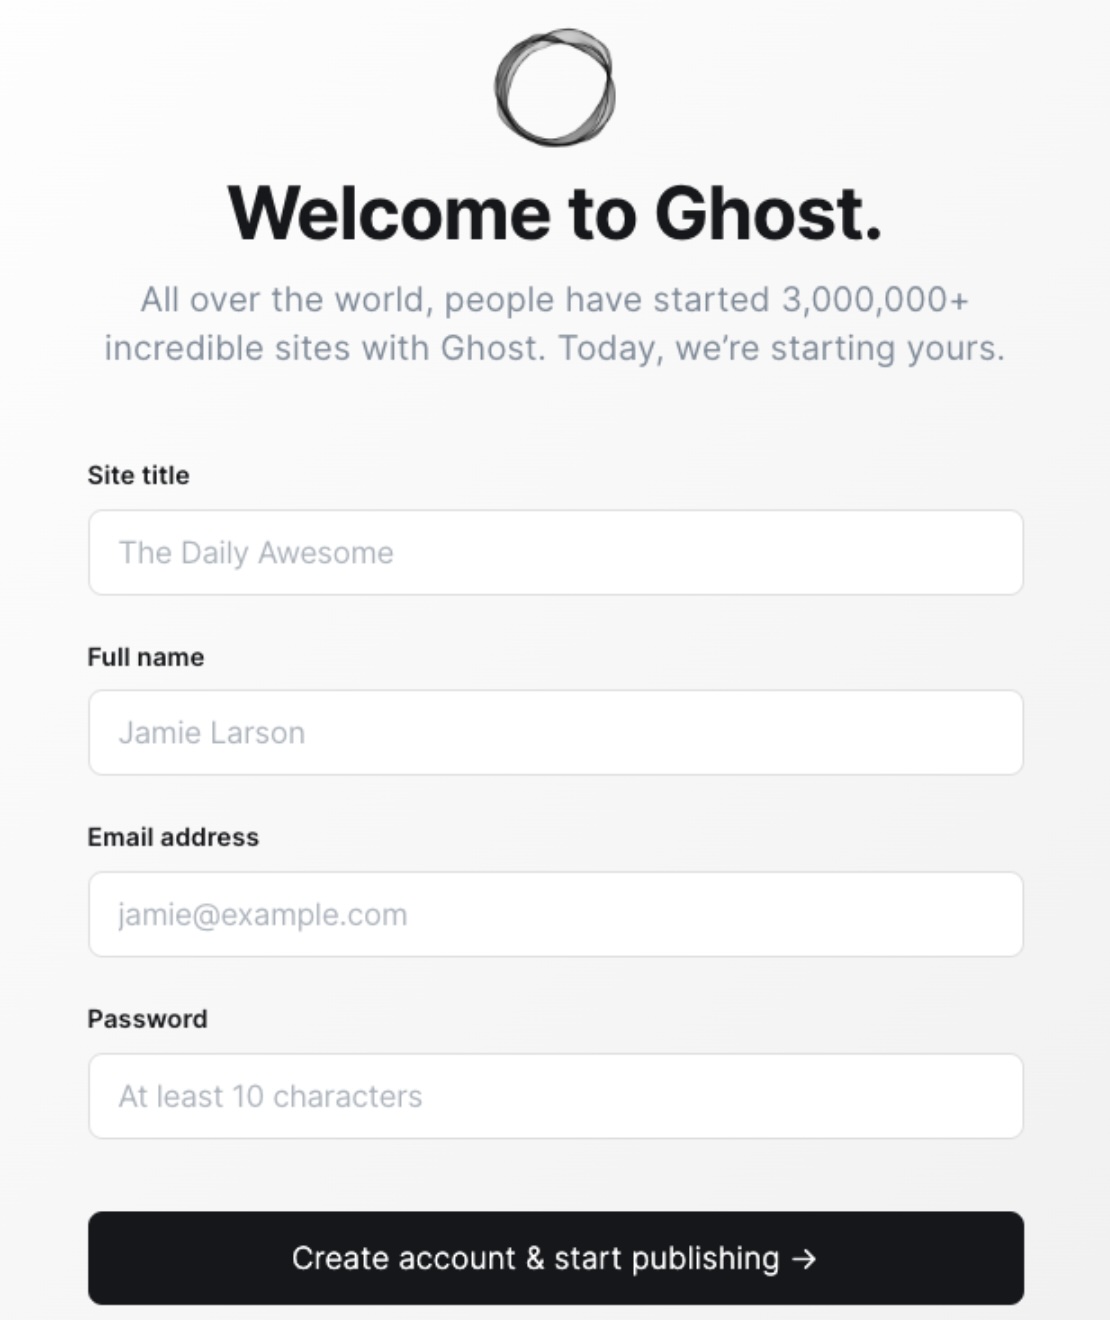 Welcome to Ghost.
All over the world, people have started 3,000,000+
incredible sites with Ghost. Today, we’re starting yours.
Site title
The Daily Awesome
Full name
Jamie Larson
Email address
jamie@example.com
Password
At least 10 characters
Create account & start publishing →